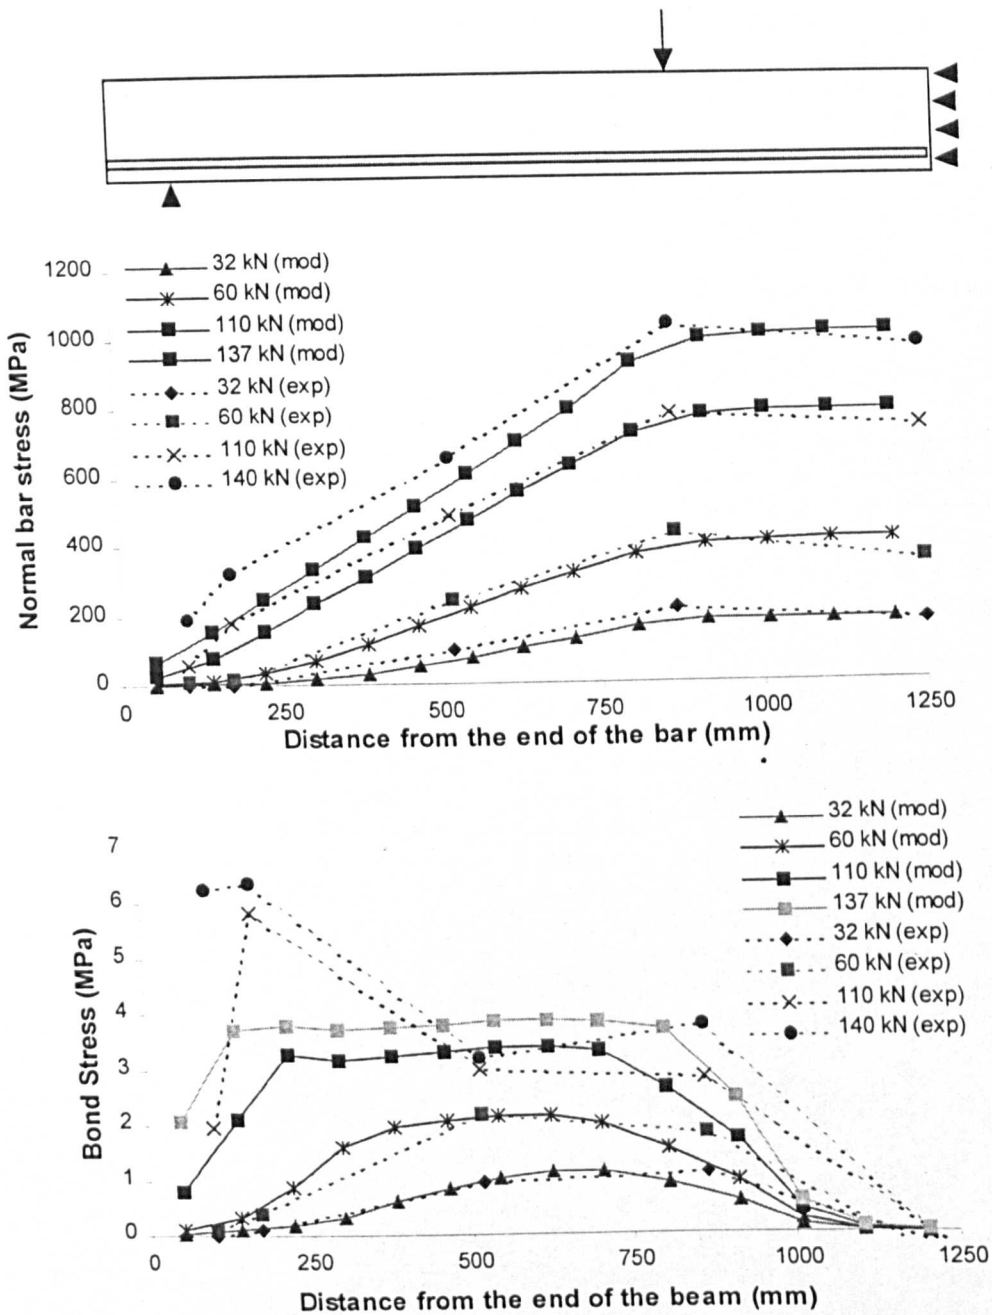 1200
1000
800
600
400
200
0
Normal bar stress (MPa)
32 kN (mod)
60 kN (mod)
110 kN (mod)
137 kN (mod)
32 kN (exp)
60 kN (exp)
110 kN (exp)
140 kN (exp)
0 250 500 750 1000 1250
Distance from the end of the bar (mm)
7
6
5
4
3
2
1
0
Bond Stress (MPa)
32 kN (mod)
60 kN (mod)
110 kN (mod)
137 kN (mod)
32 kN (exp)
60 kN (exp)
110 kN (exp)
140 kN (exp)
0 250 500 750 1000 1250
Distance from the end of the beam (mm)